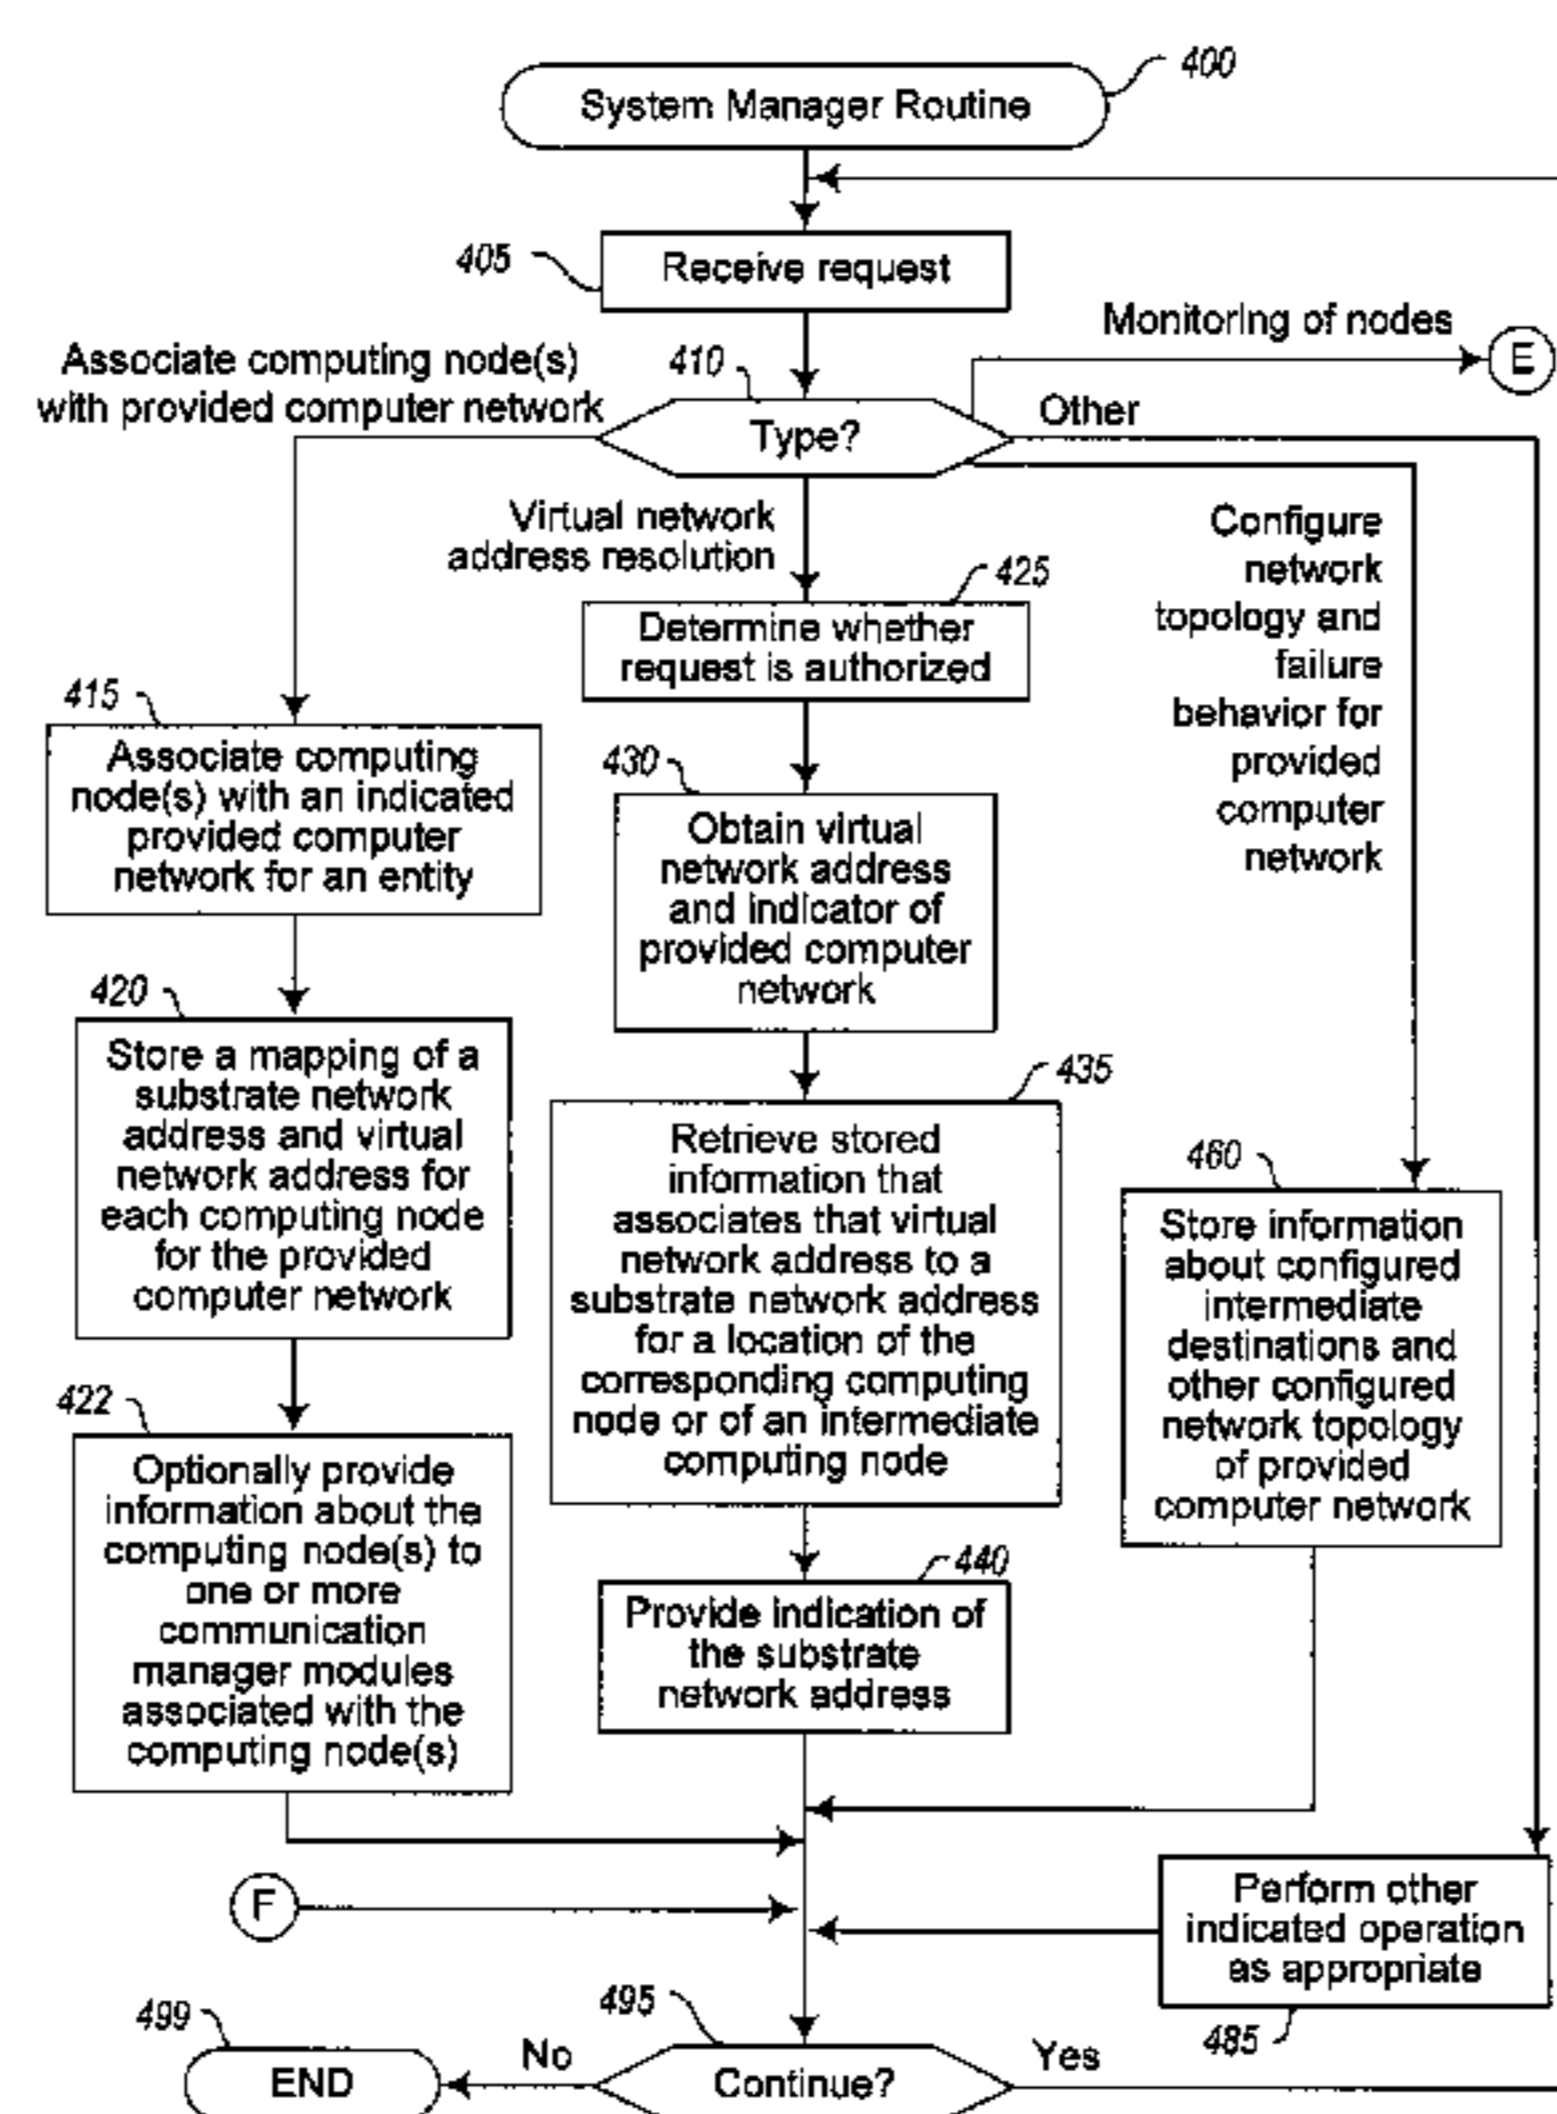 400
System Manager Routine
405
Receive request
Monitoring of nodes
E
Associate computing node(s)
with provided computer network
410
Type?
Other
Virtual network
address resolution
Configure
network
topology and
failure
behavior for
provided
computer
network
425
Determine whether
request is authorized
415
Associate computing
node(s) with an indicated
provided computer
network for an entity
430
Obtain virtual
network address
and indicator of
provided computer
network
420
Store a mapping of a
substrate network
address and virtual
network address for
each computing node
for the provided
computer network
435
Retrieve stored
information that
associates that virtual
network address to a
substrate network address
for a location of the
corresponding computing
node or of an intermediate
computing node
460
Store information
about configured
intermediate
destinations and
other configured
network topology
of provided
computer network
422
Optionally provide
information about the
computing node(s) to
one or more
communication
manager modules
associated with the
computing node(s)
440
Provide indication of
the substrate
network address
F
Perform other
indicated operation
as appropriate
485
495
Continue?
No
Yes
499
END